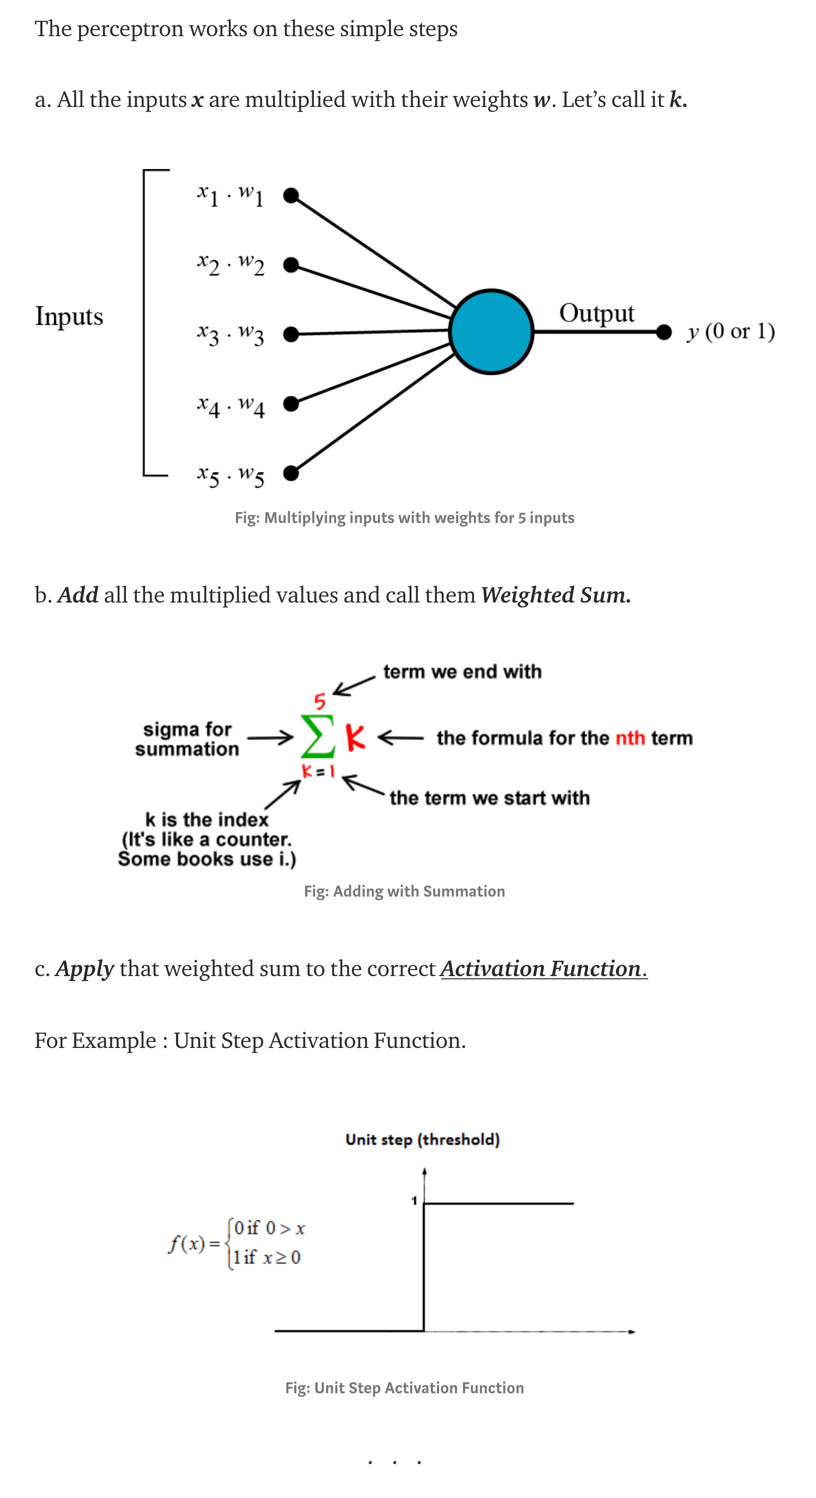 The perceptron works on these simple steps
a. All the inputs x are multiplied with their weights w. Let’s call it k.
x1 . w1
x2 . w2
Inputs
x3 . w3
Output
y (0 or 1)
x4 . w4
x5 . w5
Fig: Multiplying inputs with weights for 5 inputs
b. Add all the multiplied values and call them Weighted Sum.
term we end with
5
sigma for
summation
Σ K
the formula for the nth term
K=1
the term we start with
k is the index
(It's like a counter.
Some books use i.)
Fig: Adding with Summation
c. Apply that weighted sum to the correct Activation Function.
For Example : Unit Step Activation Function.
Unit step (threshold)
1
f(x)={0 if 0 > x
1 if x ≥ 0
Fig: Unit Step Activation Function
. . .